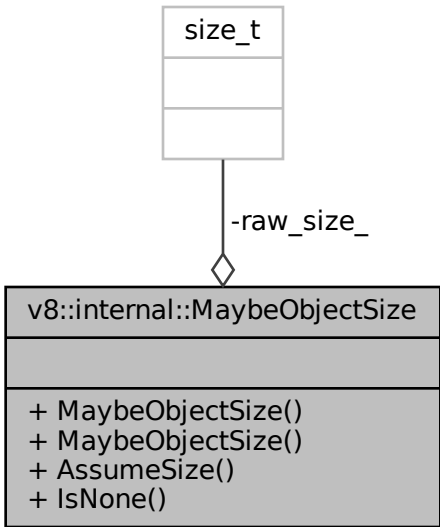 size_t
-raw_size_
v8::internal::MaybeObjectSize
+ MaybeObjectSize()
+ MaybeObjectSize()
+ AssumeSize()
+ IsNone()